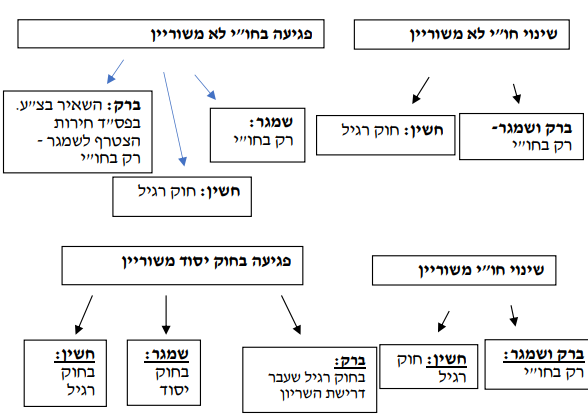 שינוי חו״י לא משוריין
ברק ושמגר-
רק בחו״י
חשין: חוק רגיל
פגיעה בחו״י לא משוריין
שמגר:
רק בחו״י
חשין: חוק רגיל
ברק: השאיר בצ״ע.
בפס״ד חירות
הצטרף לשמגר -
רק בחו״י
שינוי חו״י משוריין
ברק ושמגר:
רק בחו״י
חשין: חוק
רגיל
פגיעה בחוק יסוד משוריין
ברק:
בחוק רגיל שעבר
דרישת השריון
שמגר:
בחוק
יסוד
חשין:
בחוק
רגיל